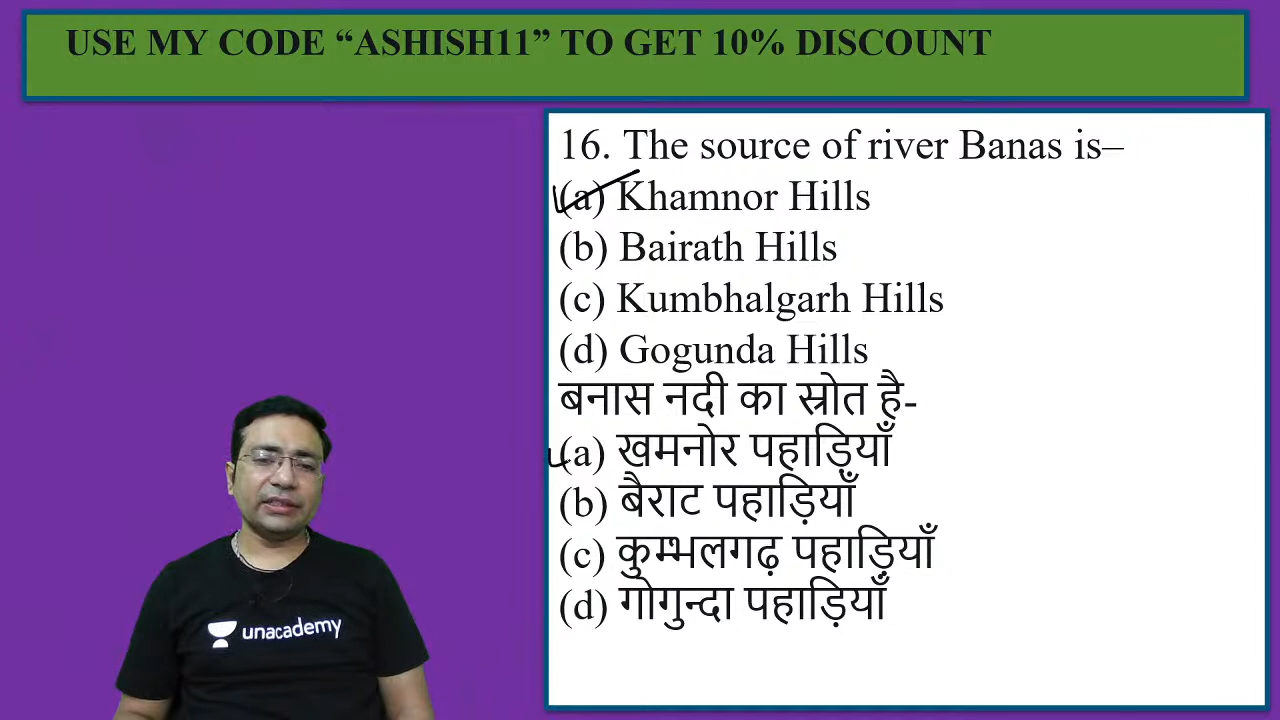 USE MY CODE “ASHISH11” TO GET 10% DISCOUNT
16. The source of river Banas is–
(a) Khamnor Hills
(b) Bairath Hills
(c) Kumbhalgarh Hills
(d) Gogunda Hills
बनास नदी का स्रोत है-
(a) खमनोर पहाड़ियाँ
(b) बैराट पहाड़ियाँ
(c) कुम्भलगढ़ पहाड़ियाँ
(d) गोगुन्दा पहाड़ियाँ
unacademy